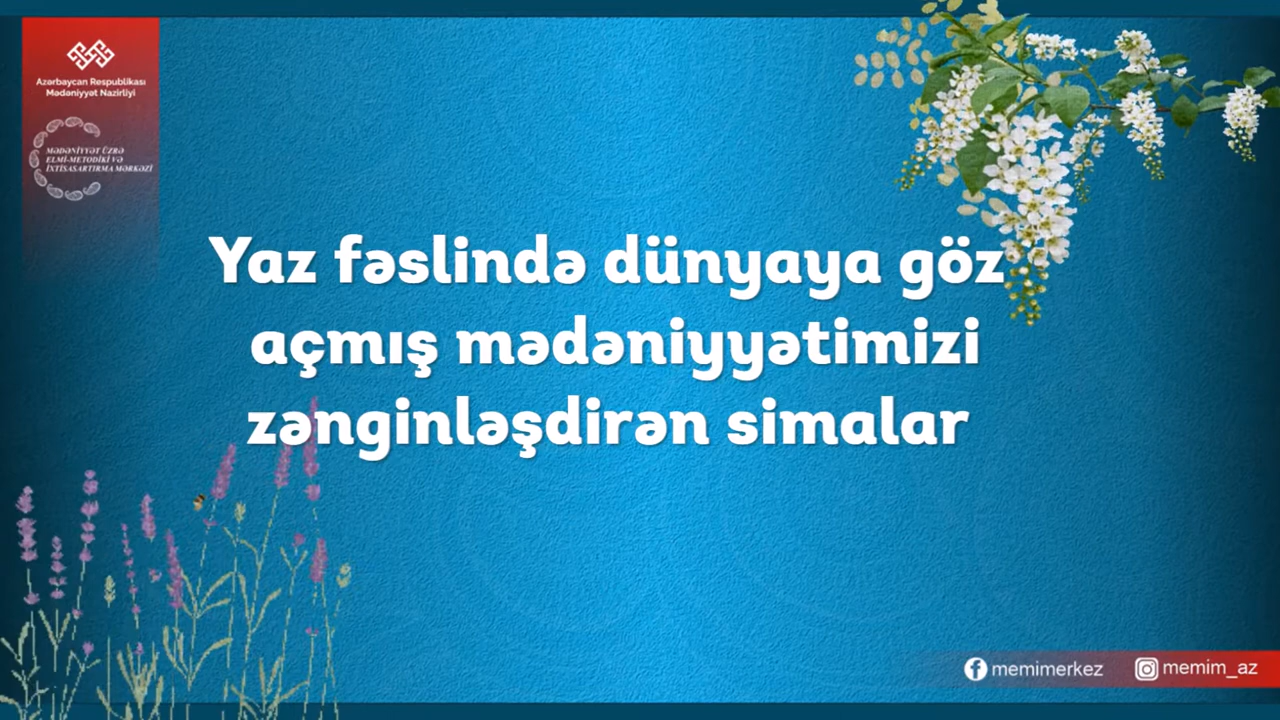 Azərbaycan Respublikası
Mədəniyyət Nazirliyi
MƏDƏNİYYƏT ÜZRƏ
ELMİ-METODİKİ VƏ
İXTİSASARTIRMA MƏRKƏZİ
Yaz fəslində dünyaya göz
açmış mədəniyyətimizi
zənginləşdirən simalar
memimerkez
memim_az